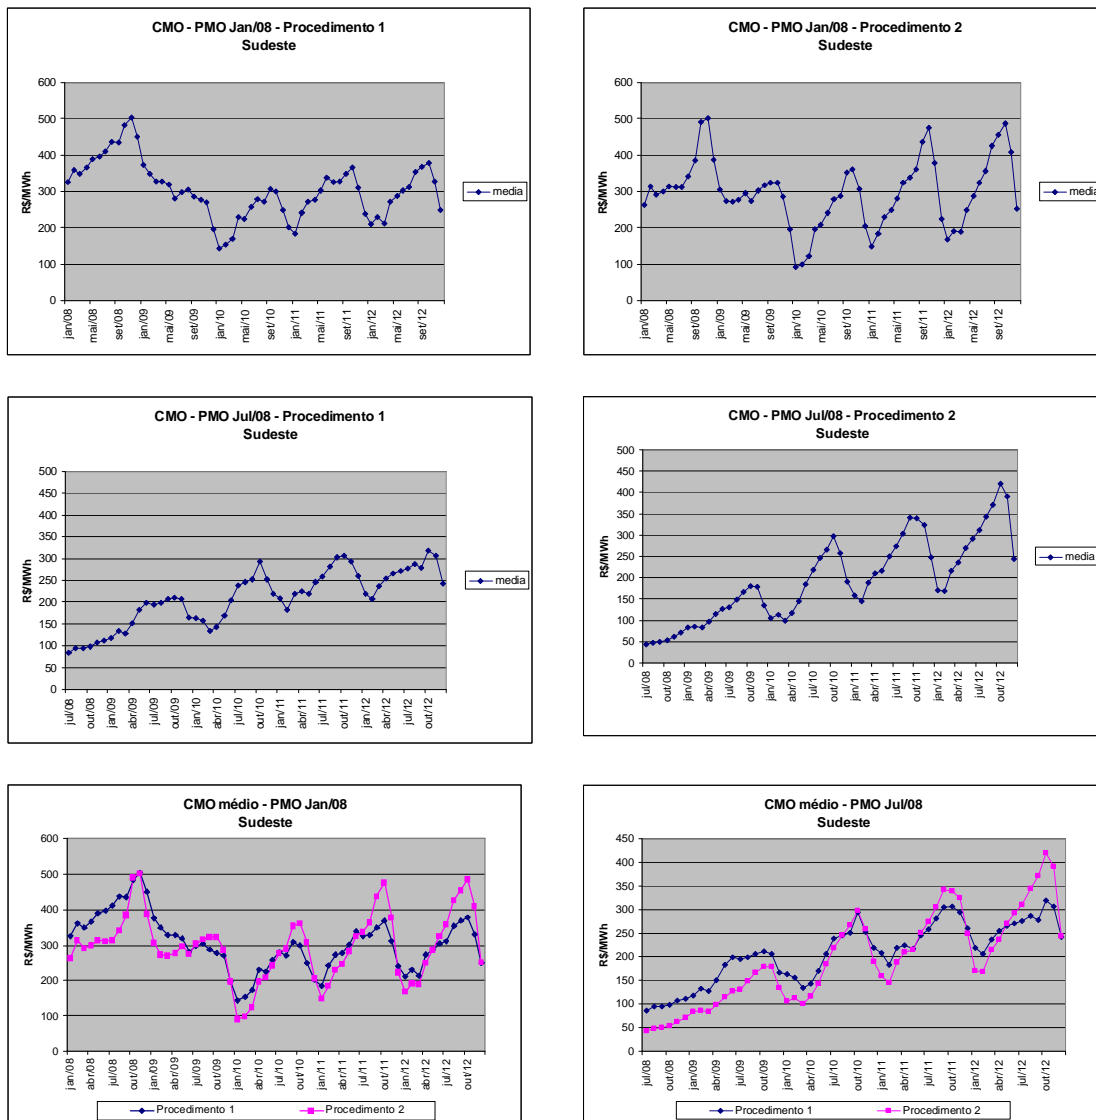 CMO - PMO Jan/08 - Procedimento 1
Sudeste
R$/MWh
600
500
400
300
200
100
0
jan/08
mai/08
set/08
jan/09
mai/09
set/09
jan/10
mai/10
set/10
jan/11
mai/11
set/11
jan/12
mai/12
set/12
media
CMO - PMO Jan/08 - Procedimento 2
Sudeste
R$/MWh
600
500
400
300
200
100
0
jan/08
mai/08
set/08
jan/09
mai/09
set/09
jan/10
mai/10
set/10
jan/11
mai/11
set/11
jan/12
mai/12
set/12
media
CMO - PMO Jul/08 - Procedimento 1
Sudeste
R$/MWh
500
450
400
350
300
250
200
150
100
50
0
jul/08
out/08
jan/09
abr/09
jul/09
out/09
jan/10
abr/10
jul/10
out/10
jan/11
abr/11
jul/11
out/11
jan/12
abr/12
jul/12
out/12
media
CMO - PMO Jul/08 - Procedimento 2
Sudeste
R$/MWh
500
450
400
350
300
250
200
150
100
50
0
jul/08
out/08
jan/09
abr/09
jul/09
out/09
jan/10
abr/10
jul/10
out/10
jan/11
abr/11
jul/11
out/11
jan/12
abr/12
jul/12
out/12
media
CMO médio - PMO Jan/08
Sudeste
R$/MWh
600
500
400
300
200
100
0
jan/08
abr/08
jul/08
out/08
jan/09
abr/09
jul/09
out/09
jan/10
abr/10
jul/10
out/10
jan/11
abr/11
jul/11
out/11
jan/12
abr/12
jul/12
out/12
Procedimento 1 Procedimento 2
CMO médio - PMO Jul/08
Sudeste
R$/MWh
450
400
350
300
250
200
150
100
50
0
jul/08
out/08
jan/09
abr/09
jul/09
out/09
jan/10
abr/10
jul/10
out/10
jan/11
abr/11
jul/11
out/11
jan/12
abr/12
jul/12
out/12
Procedimento 1 Procedimento 2